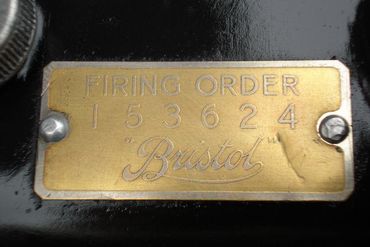 FIRING ORDER
1 5 3 6 2 4
"Bristol"